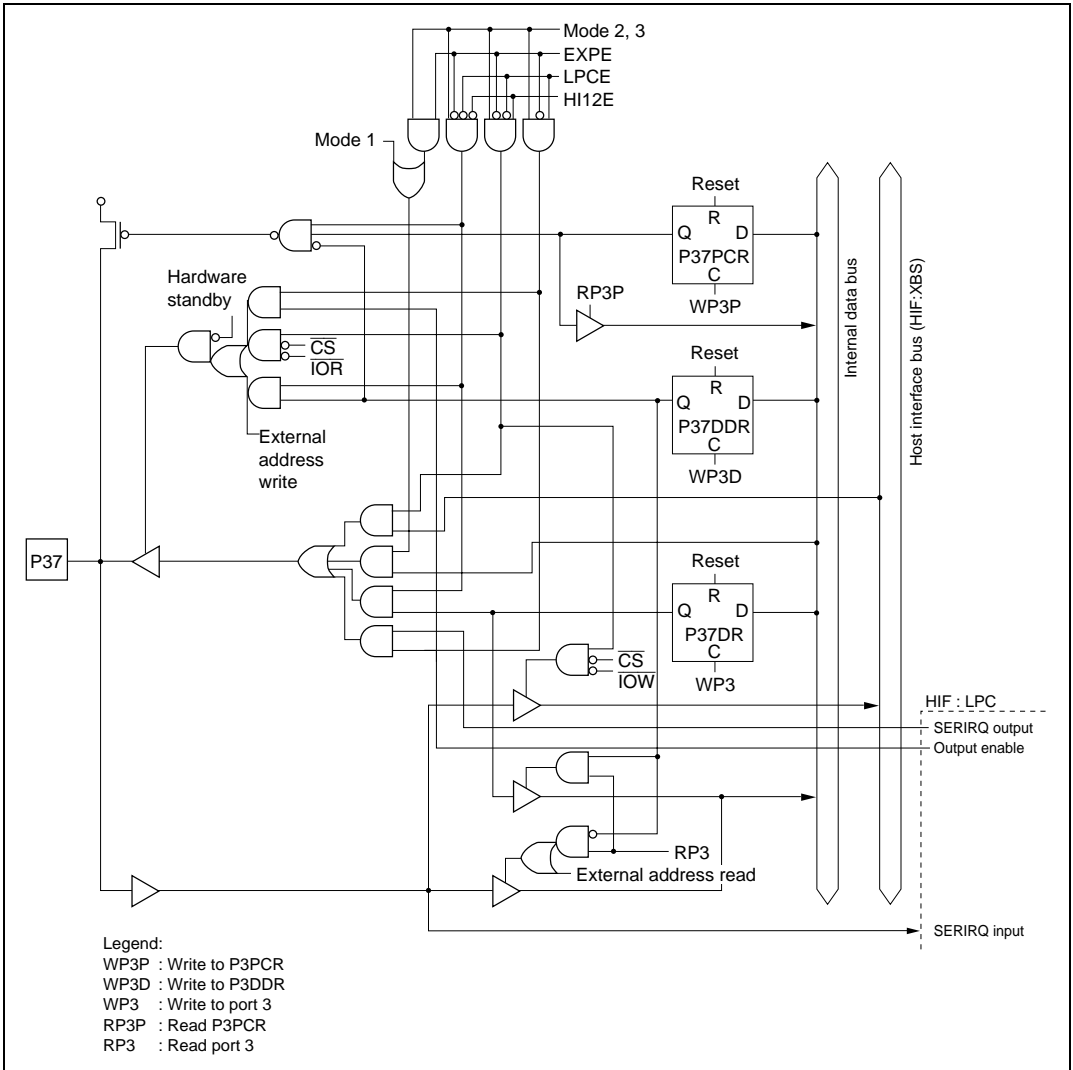 Mode 2, 3
EXPE
LPCE
HI12E
Mode 1
Reset
R
Q D
P37PCR
C
WP3P
Hardware
standby
RP3P
CS
IOR
Internal data bus
Host interface bus (HIF:XBS)
Reset
R
Q D
P37DDR
C
WP3D
External
address
write
P37
Reset
R
Q D
P37DR
C
WP3
CS
IOW
HIF : LPC
SERIRQ output
Output enable
RP3
External address read
SERIRQ input
Legend:
WP3P : Write to P3PCR
WP3D : Write to P3DDR
WP3 : Write to port 3
RP3P : Read P3PCR
RP3 : Read port 3